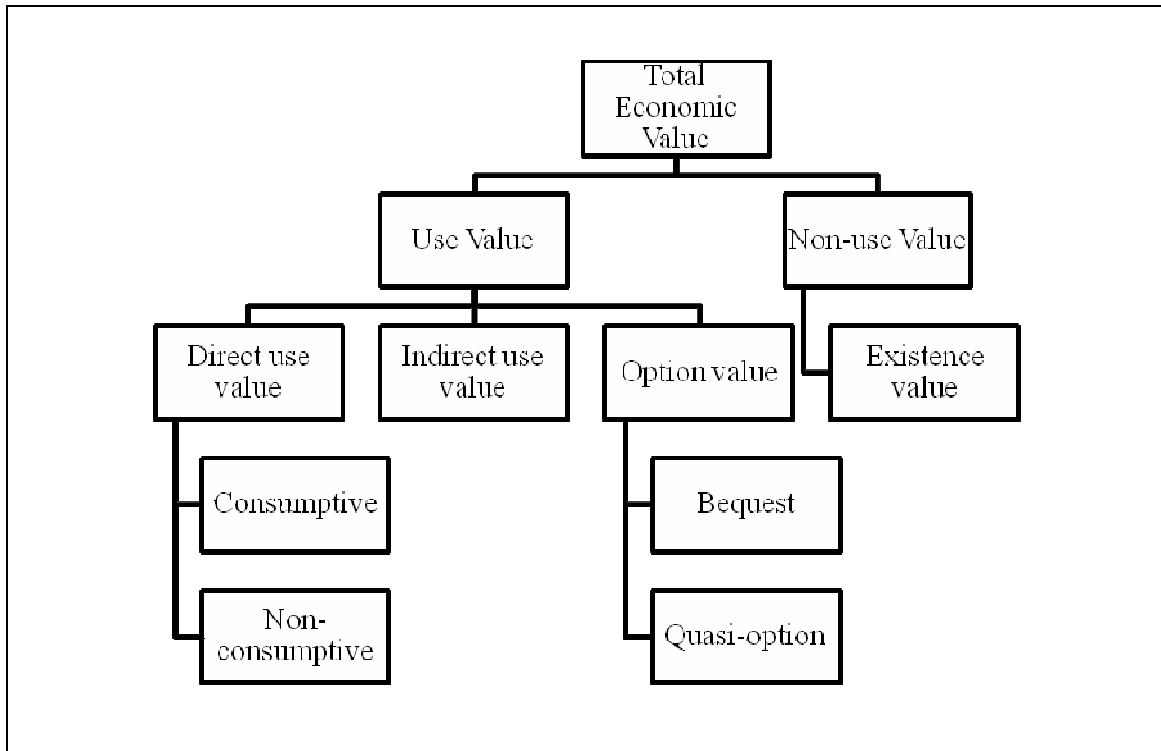 Total
Economic
Value
Use Value
Non-use Value
Direct use
value
Indirect use
value
Option value
Existence
value
Consumptive
Bequest
Non-
consumptive
Quasi-option